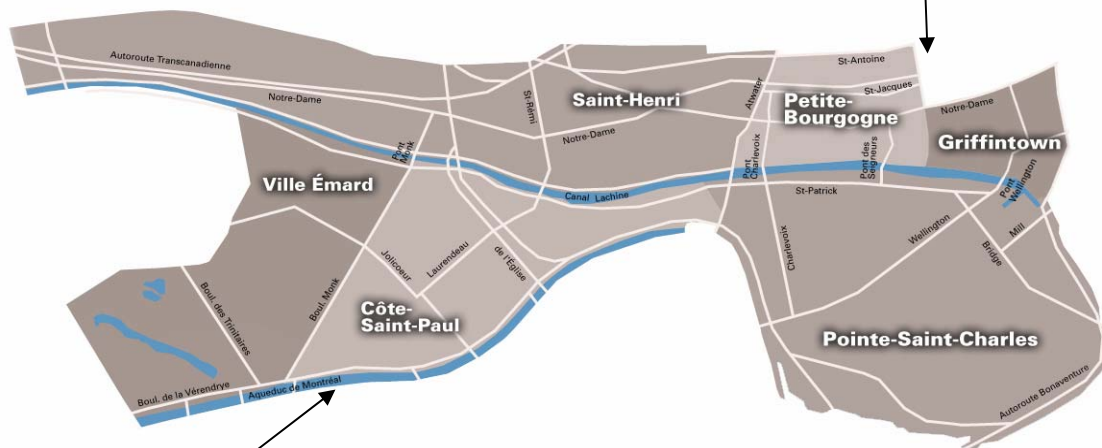 Autoroute Transcanadienne
Notre-Dame
St-Rémi
Saint-Henri
Notre-Dame
Atwater
St-Antoine
St-Jacques
Petite-
Bourgogne
Notre-Dame
Griffintown
Ville Émard
Pont
Monk
Canal Lachine
Pont
Charlevoix
Pont des
Seigneurs
St-Patrick
Pont
Wellington
Wellington
Mill
Bridge
Charlevoix
Jolicoeur
Laurendeau
de l'Église
Boul. des Trinitaires
Boul. Monk
Côte-
Saint-Paul
Pointe-Saint-Charles
Boul. de la Vérendrye
Aqueduc de Montréal
Autoroute Bonaventure